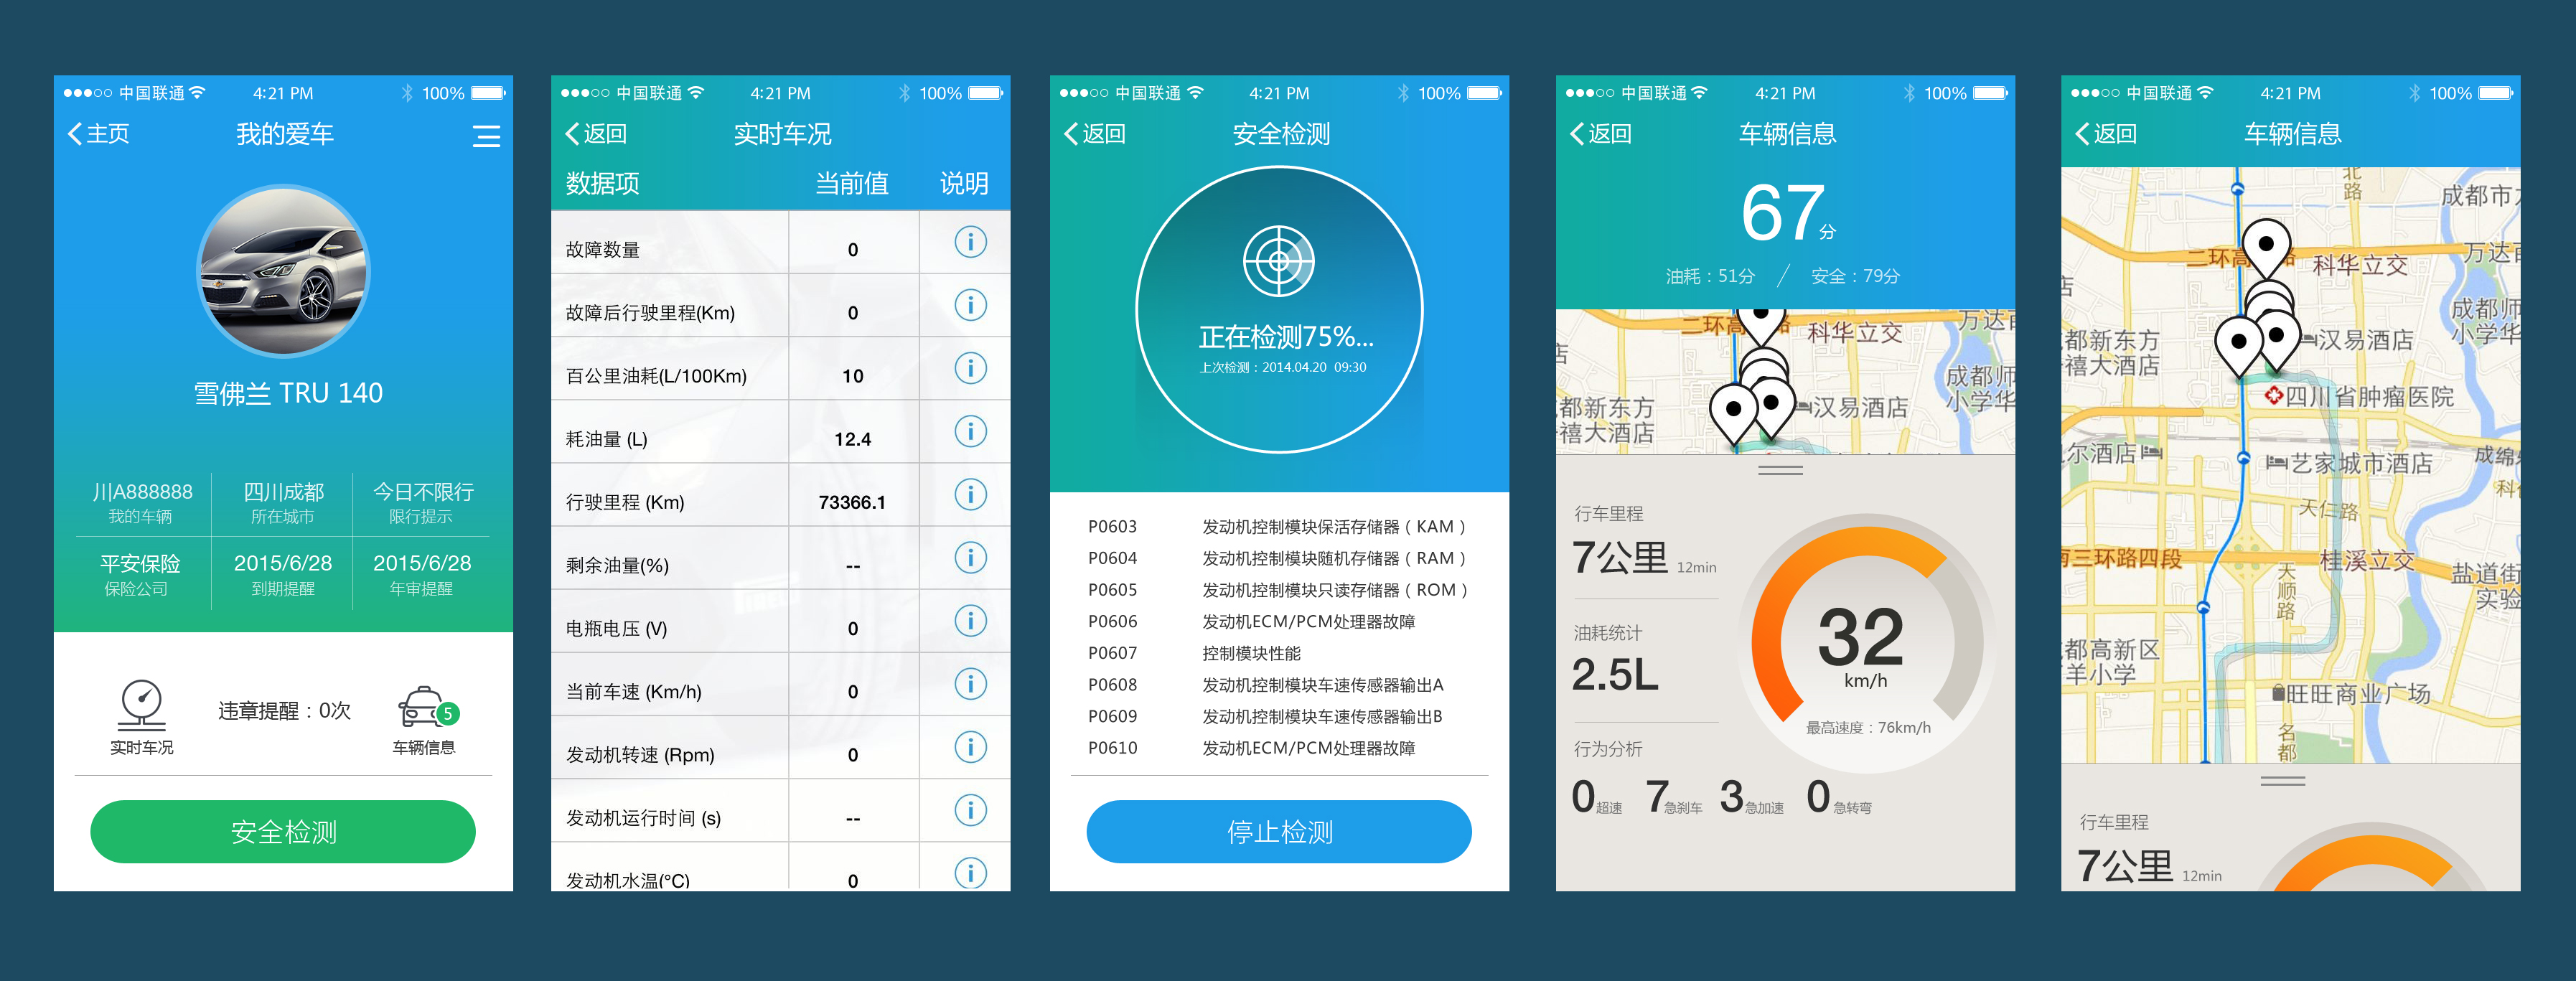 中国联通 4:21 PM 100%
主页 我的爱车
雪佛兰 TRU 140
川A888888 四川成都 今日不限行
我的车辆 所在城市 限行提示
平安保险 2015/6/28 2015/6/28
保险公司 到期提醒 年审提醒
违章提醒：0次
5
实时车况 车辆信息
安全检测
中国联通 4:21 PM 100%
返回 实时车况
数据项 当前值 说明
故障数量 0
故障后行驶里程(Km) 0
百公里油耗(L/100Km) 10
耗油量 (L) 12.4
行驶里程 (Km) 73366.1
剩余油量(%) --
电瓶电压 (V) 0
当前车速 (Km/h) 0
发动机转速 (Rpm) 0
发动机运行时间 (s) --
发动机水温(°C) 0
中国联通 4:21 PM 100%
返回 安全检测
正在检测75%...
上次检测：2014.04.20 09:30
P0603 发动机控制模块保活存储器（KAM）
P0604 发动机控制模块随机存储器（RAM）
P0605 发动机控制模块只读存储器（ROM）
P0606 发动机ECM/PCM处理器故障
P0607 控制模块性能
P0608 发动机控制模块车速传感器输出A
P0609 发动机控制模块车速传感器输出B
P0610 发动机ECM/PCM处理器故障
停止检测
中国联通 4:21 PM 100%
返回 车辆信息
67分
油耗：51分 / 安全：79分
二环高 路 科华立交 万达
店
成都师
都新东方 汉易酒店 小学华
禧大酒店
行车里程
7公里 12min
油耗统计
2.5L
32
km/h
最高速度：76km/h
行为分析
0超速 7急刹车 3急加速 0急转弯
中国联通 4:21 PM 100%
返回 车辆信息
北路
成都市
二环高 科华立交 万达
店
成都师
都新东方 汉易酒店 小学华
禧大酒店
四川省肿瘤医院
尔酒店 艺家城市酒店 成绵
科
天仁路
三环路四段 桂溪立交
天顺路 盐道街
实验
都高新区
羊小学
旺旺商业广场
名都
行车里程
7公里 12min